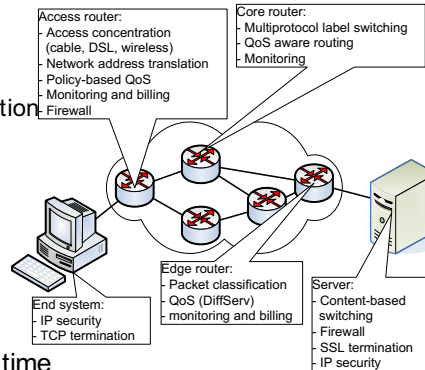 Access router:
- Access concentration
(cable, DSL, wireless)
- Network address translation
- Policy-based QoS
- Monitoring and billing
- Firewall
Core router:
- Multiprotocol label switching
- QoS aware routing
- Monitoring
tion
End system:
- IP security
- TCP termination
Edge router:
- Packet classification
- QoS (DiffServ)
- monitoring and billing
Server:
- Content-based
switching
- Firewall
- SSL termination
- IP security
time